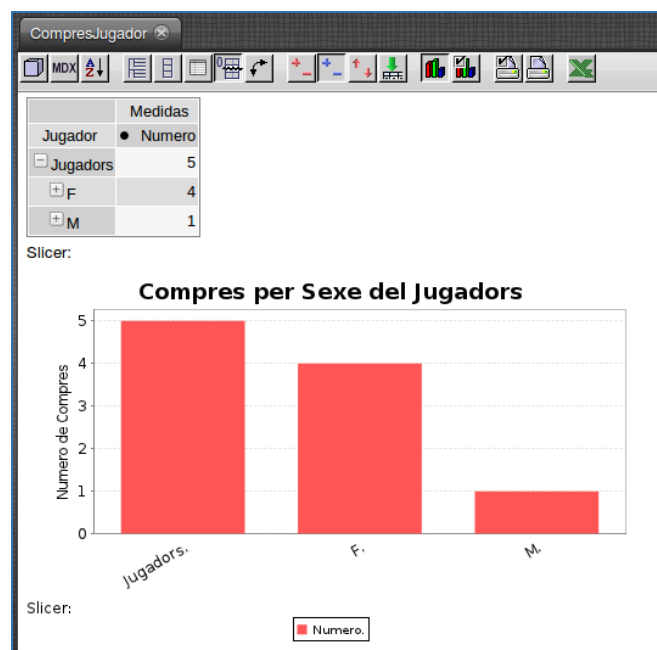 CompresJugador
MDX
A
Z
0
Medidas
Jugador
Numero
Jugadors 5
F 4
M 1
Slicer:
Compres per Sexe del Jugadors
Numero de Compres
5
4
3
2
1
0
Jugadors.
F.
M.
Slicer:
Numero.